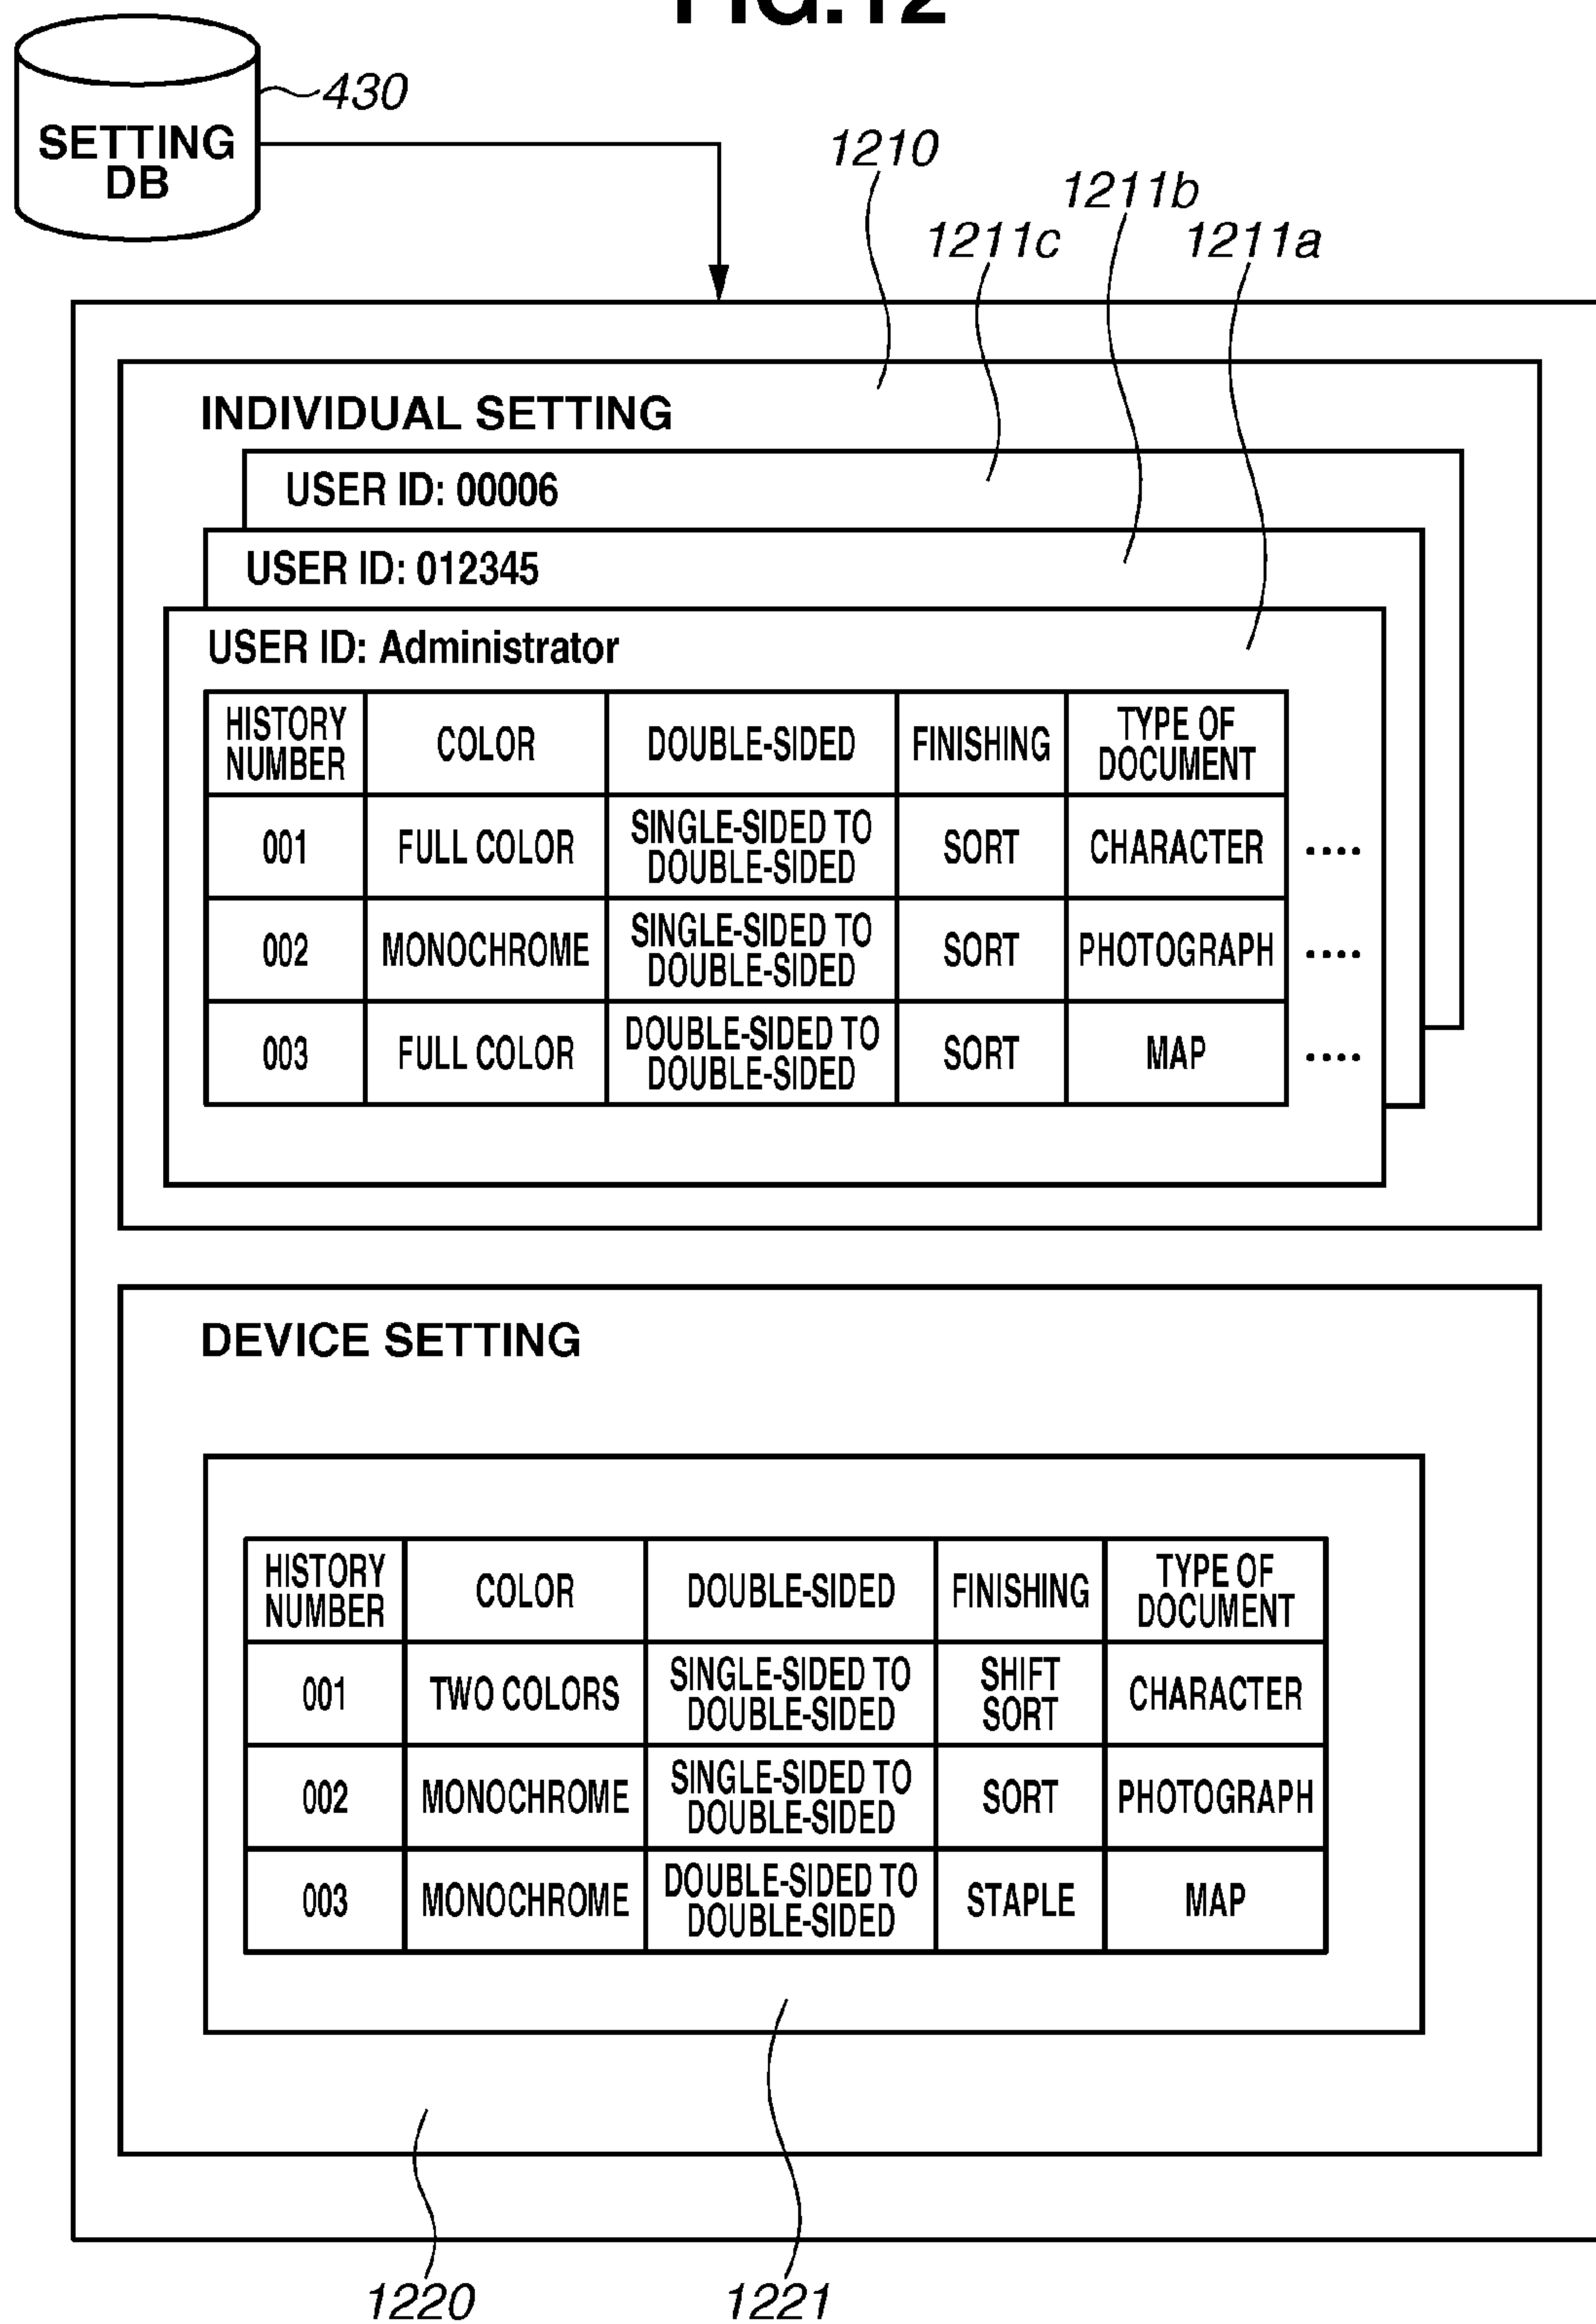 FIG.12
430
SETTING
DB
1210
1211b
1211c
1211a
INDIVIDUAL SETTING
USER ID: 00006
USER ID: 012345
USER ID: Administrator
HISTORY NUMBER COLOR DOUBLE-SIDED FINISHING TYPE OF DOCUMENT
001 FULL COLOR SINGLE-SIDED TO DOUBLE-SIDED SORT CHARACTER ....
002 MONOCHROME SINGLE-SIDED TO DOUBLE-SIDED SORT PHOTOGRAPH ....
003 FULL COLOR DOUBLE-SIDED TO DOUBLE-SIDED SORT MAP ....
DEVICE SETTING
HISTORY NUMBER COLOR DOUBLE-SIDED FINISHING TYPE OF DOCUMENT
001 TWO COLORS SINGLE-SIDED TO DOUBLE-SIDED SHIFT SORT CHARACTER
002 MONOCHROME SINGLE-SIDED TO DOUBLE-SIDED SORT PHOTOGRAPH
003 MONOCHROME DOUBLE-SIDED TO DOUBLE-SIDED STAPLE MAP
1220
1221